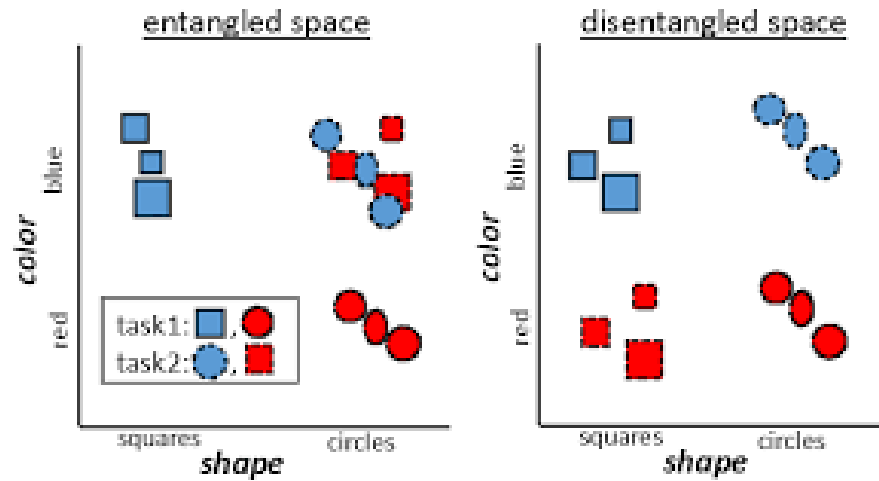 entangled space
blue
color
red
task1: ,
task2: ,
squares
circles
shape
disentangled space
blue
color
red
squares
circles
shape